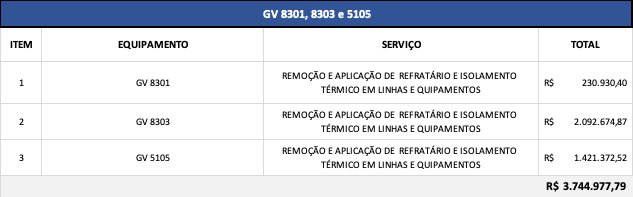 GV 8301, 8303 e 5105
ITEM EQUIPAMENTO SERVIÇO TOTAL
1 GV 8301 REMOÇÃO E APLICAÇÃO DE REFRATÁRIO E ISOLAMENTO TÉRMICO EM LINHAS E QUIPAMENTOS R$ 230.930,40
2 GV 8303 REMOÇÃO E APLICAÇÃO DE REFRATÁRIO E ISOLAMENTO TÉRMICO EM LINHAS E QUIPAMENTOS R$ 2.092.674,87
3 GV 5105 REMOÇÃO E APLICAÇÃO DE REFRATÁRIO E ISOLAMENTO TÉRMICO EM LINHAS E QUIPAMENTOS R$ 1.421.372,52
R$ 3.744.977,79